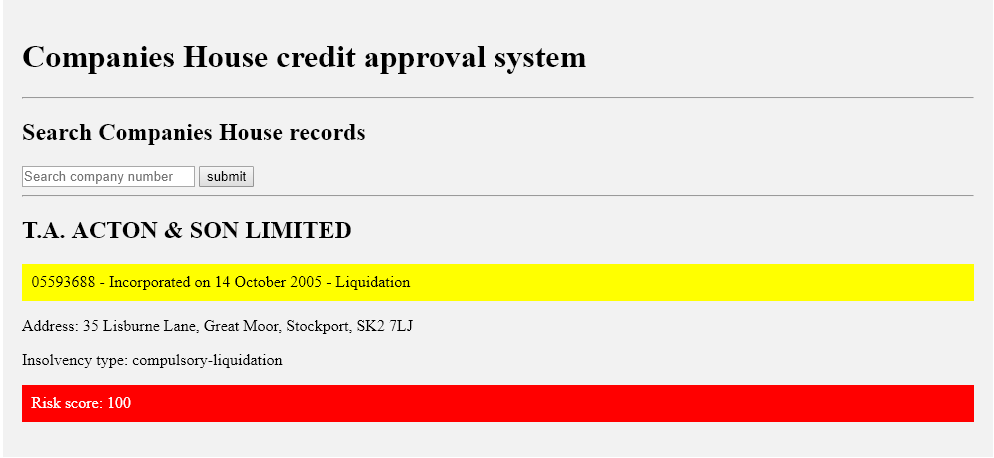 Companies House credit approval system
Search Companies House records
Search company number submit
T.A. ACTON & SON LIMITED
05593688 - Incorporated on 14 October 2005 - Liquidation
Address: 35 Lisburne Lane, Great Moor, Stockport, SK2 7LJ
Insolvency type: compulsory-liquidation
Risk score: 100